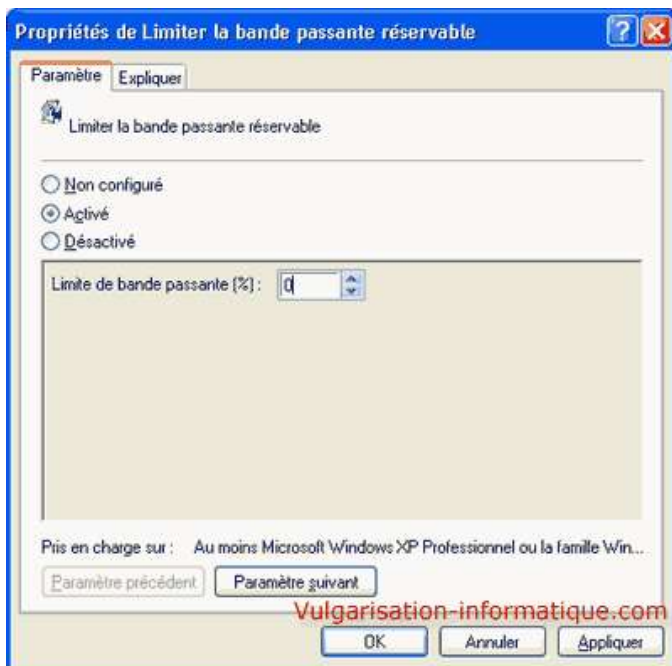 Propriétés de Limiter la bande passante réservable
Paramètre Expliquer
Limiter la bande passante réservable
Non configuré
Activé
Désactivé
Limite de bande passante (%) : 0
Pris en charge sur : Au moins Microsoft Windows XP Professionnel ou la famille Win...
Paramètre précédent Paramètre suivant
Vulgarisation-informatique.com
OK Annuler Appliquer